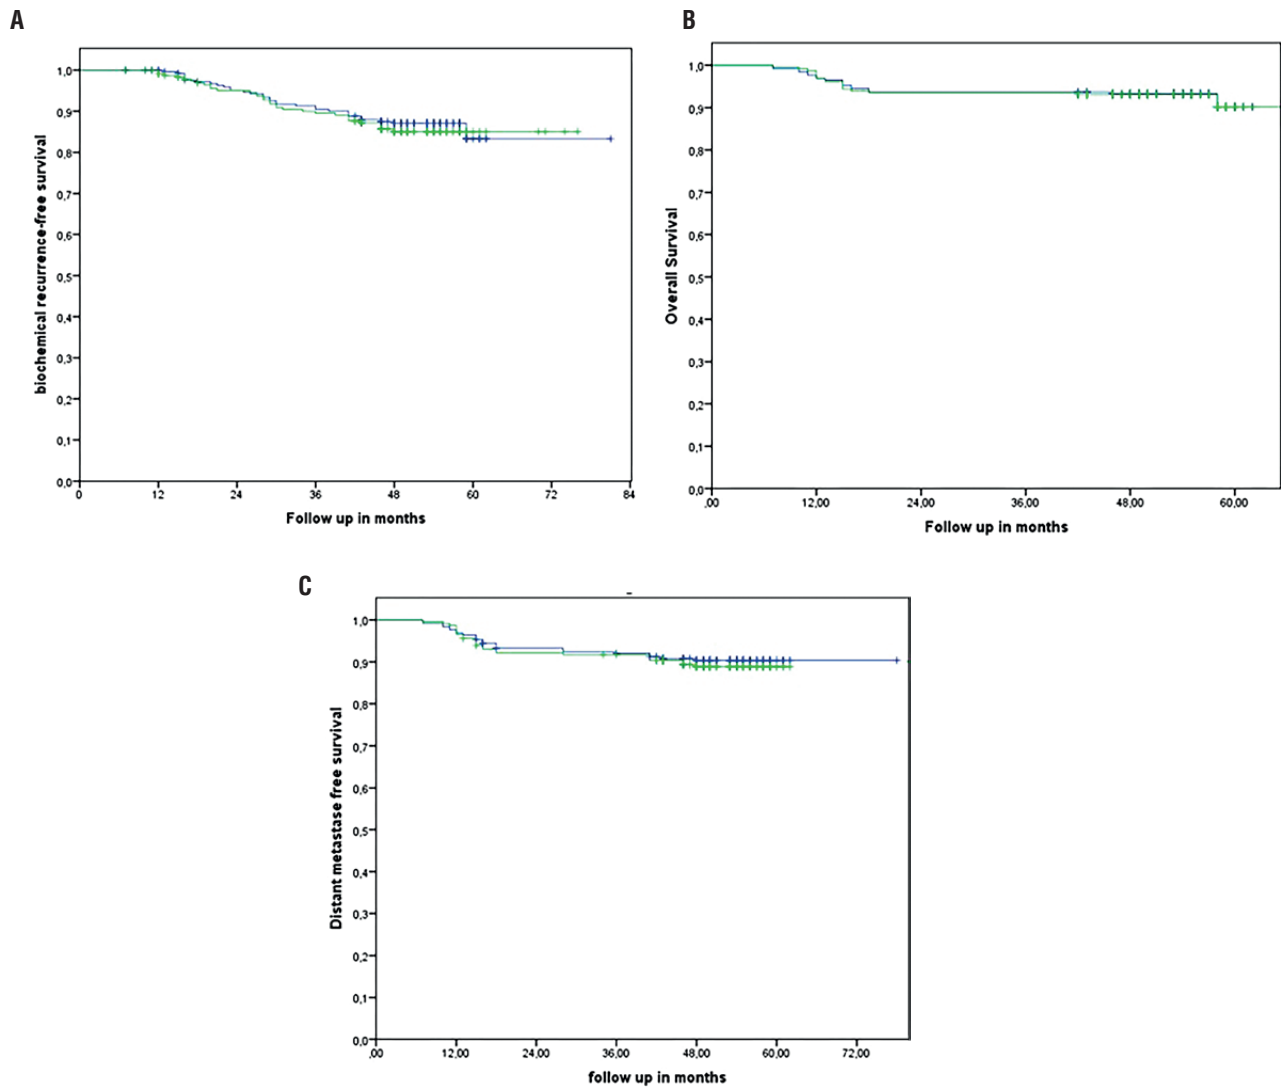 A
biochemical recurrence-free survival
1,0
0,9
0,8
0,7
0,6
0,5
0,4
0,3
0,2
0,1
0,0
0 12 24 36 48 60 72 84
Follow up in months
B
Overall Survival
1,0
0,9
0,8
0,7
0,6
0,5
0,4
0,3
0,2
0,1
0,0
,00 12,00 24,00 36,00 48,00 60,00
Follow up in months
C
Distant metastase free survival
1,0
0,9
0,8
0,7
0,6
0,5
0,4
0,3
0,2
0,1
0,0
,00 12,00 24,00 36,00 48,00 60,00 72,00
follow up in months